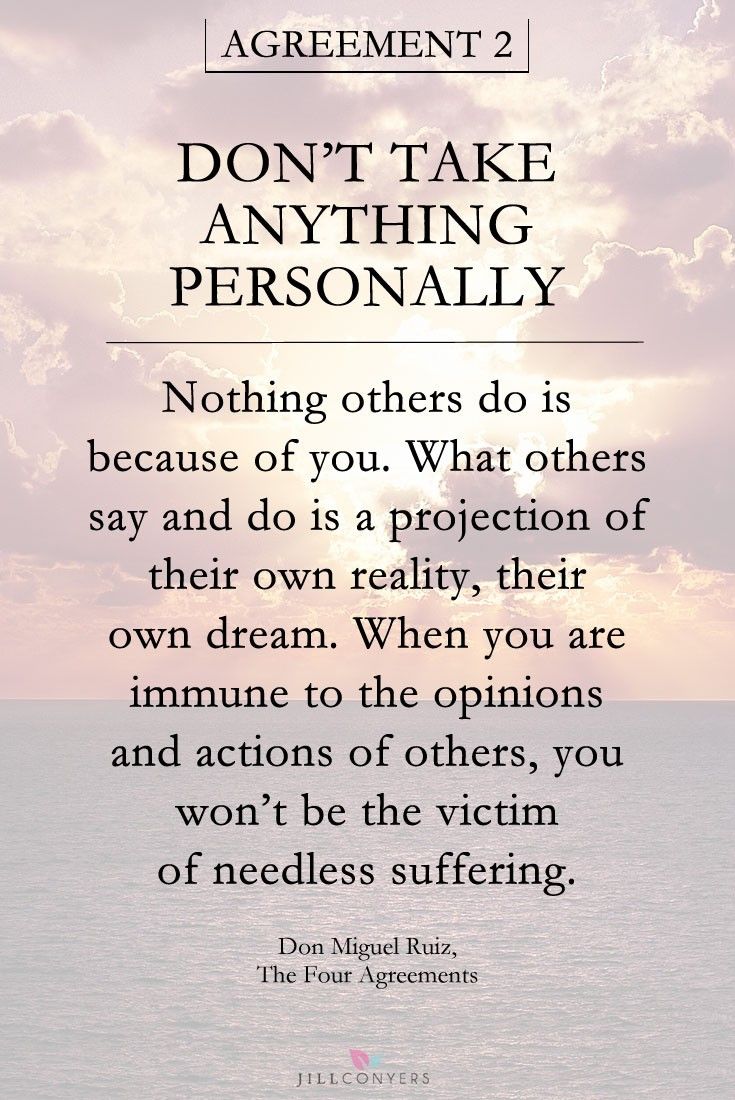 AGREEMENT 2
DON'T TAKE
ANYTHING
PERSONALLY
Nothing others do is
because of you. What others
say and do is a projection of
their own reality, their
own dream. When you are
immune to the opinions
and actions of others, you
won't be the victim
of needless suffering.
Don Miguel Ruiz,
The Four Agreements
JILLCONYERS